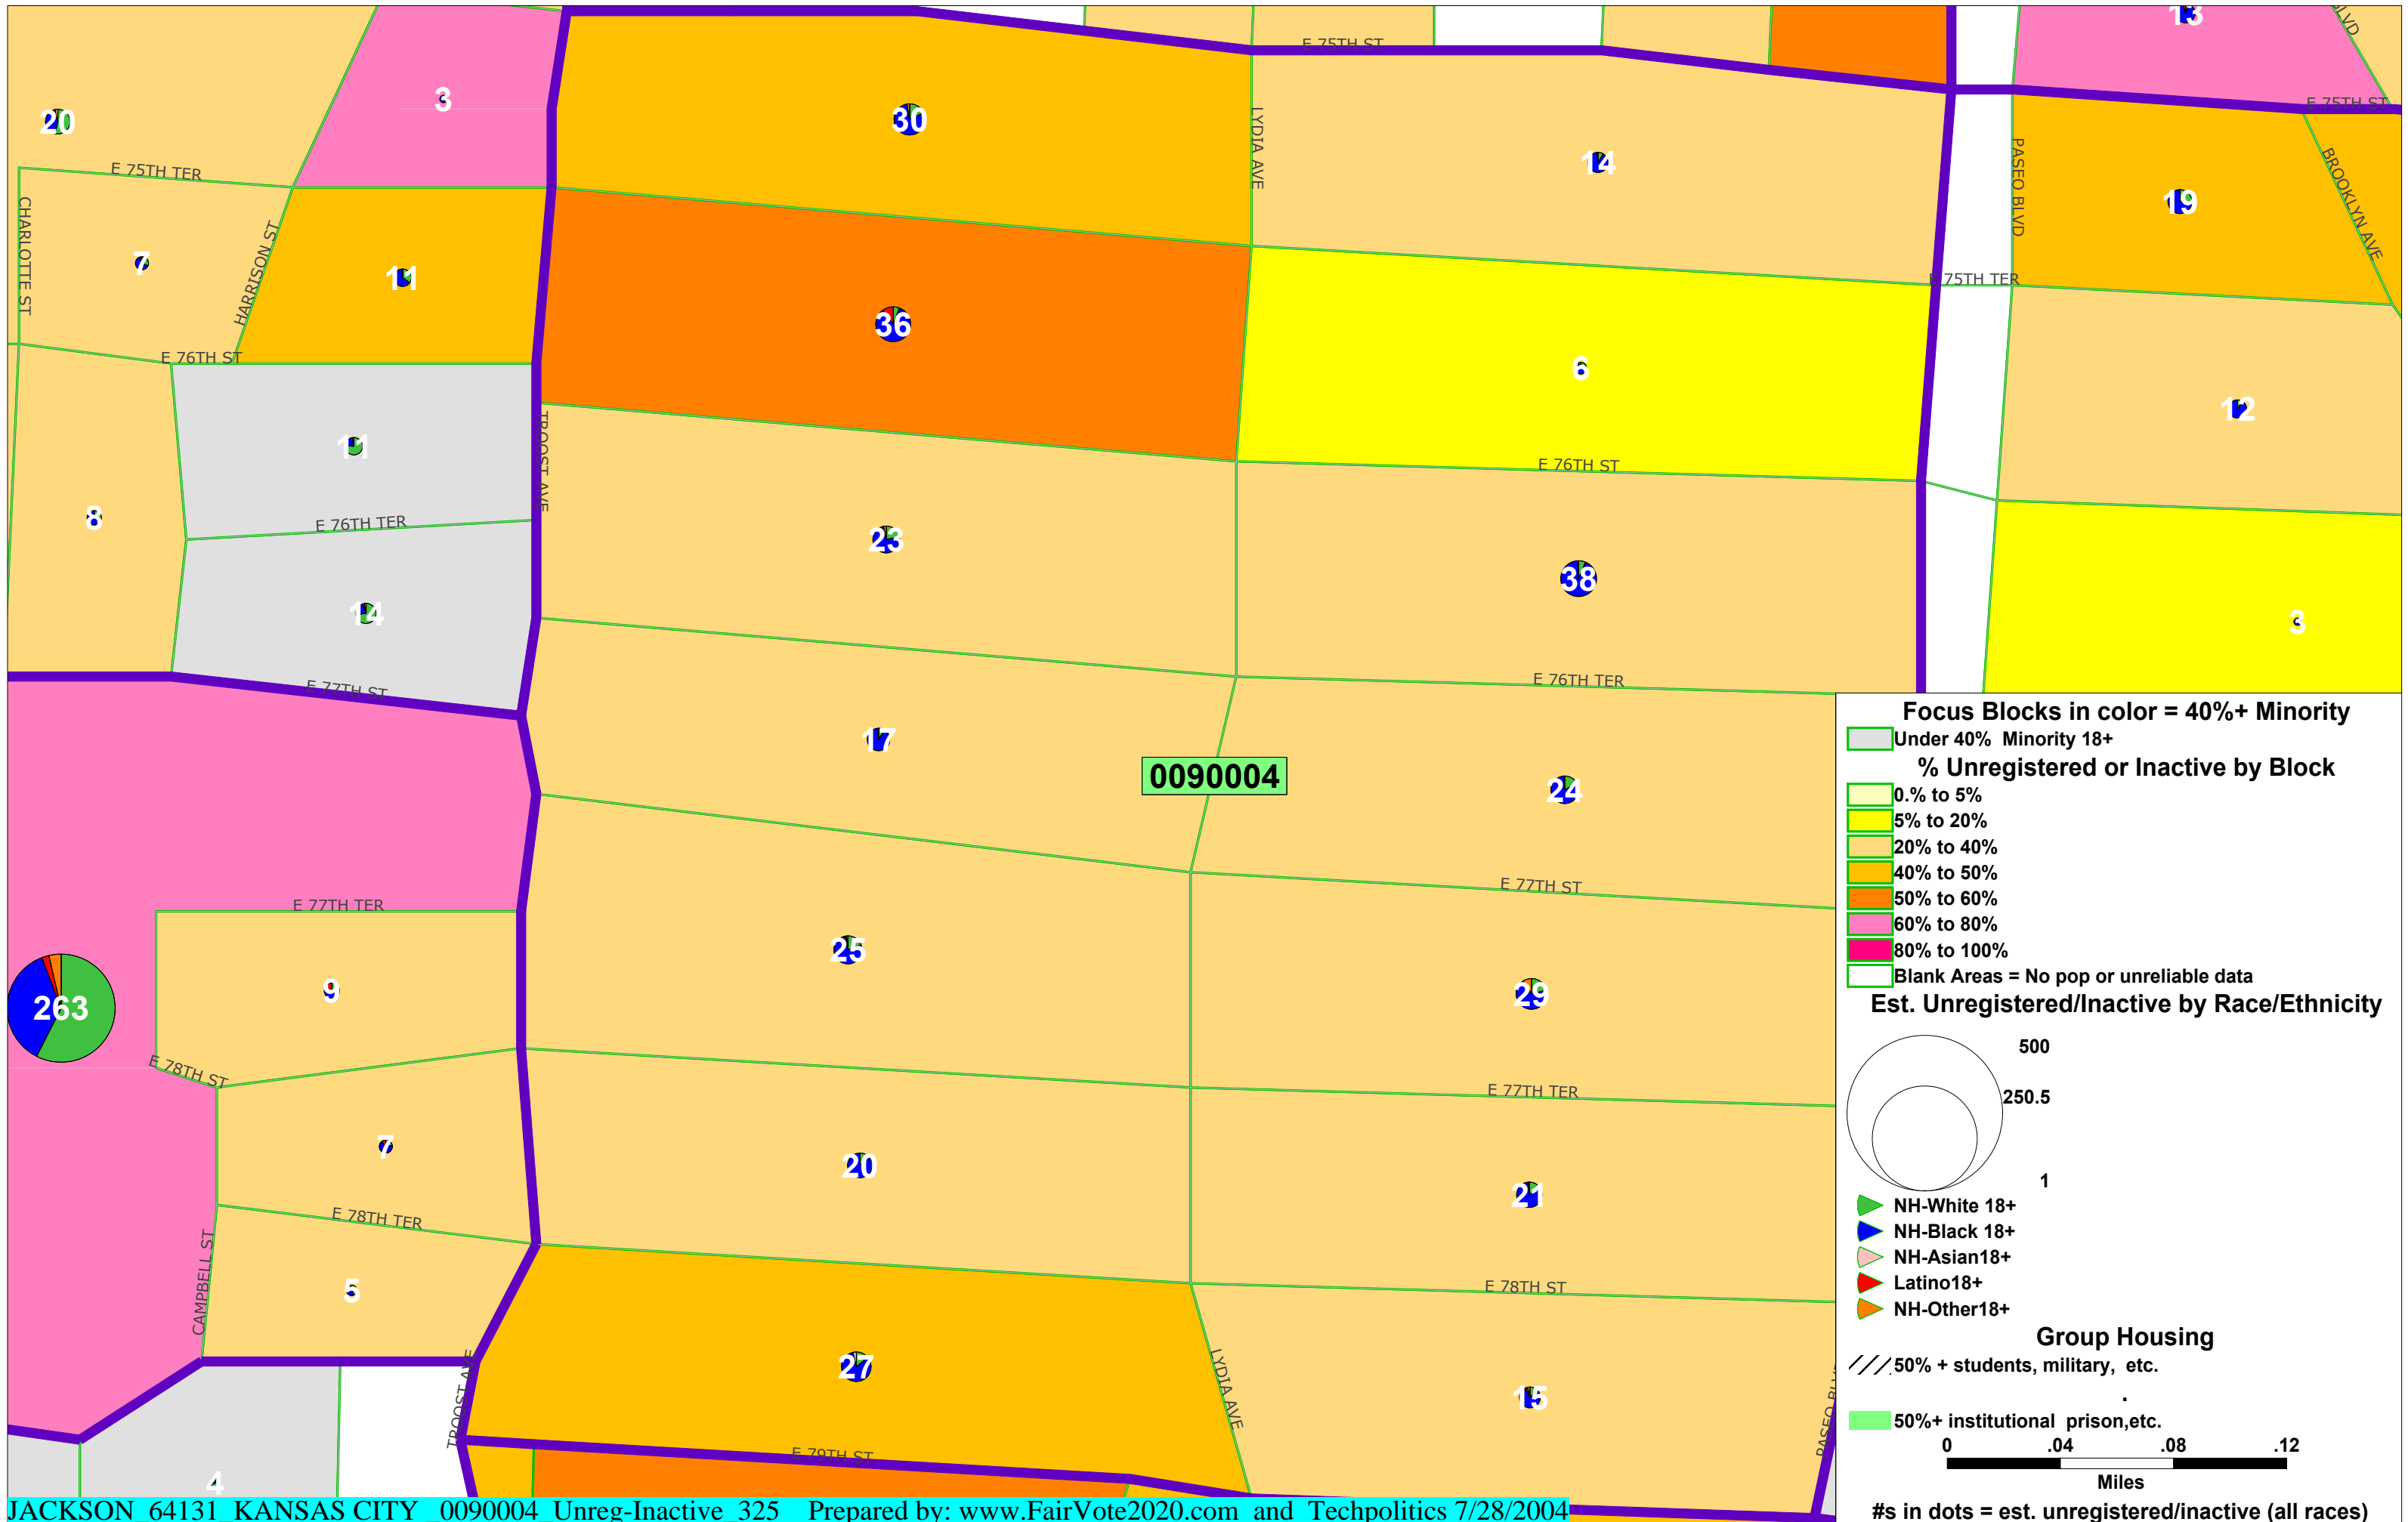 E 75TH ST
13
BLVD
3
20
30
LYDIA AVE
14
E 75TH ST
E 75TH TER
PASEO BLVD
BROOKLYN AVE
19
CHARLOTTE ST
HARRISON ST
7
11
E 75TH TER
36
E 76TH ST
6
12
TROOST AVE
11
E 76TH ST
8
E 76TH TER
23
38
14
3
E 77TH ST
E 76TH TER
17
0090004
24
E 77TH ST
E 77TH TER
25
263
9
29
E 78TH ST
E 77TH TER
7
20
21
E 78TH TER
CAMPBELL ST
5
E 78TH ST
27
LYDIA AVE
15
TROOST AVE
PASEO BLVD
E 79TH ST
4
Focus Blocks in color = 40%+ Minority
Under 40% Minority 18+
% Unregistered or Inactive by Block
0.% to 5%
5% to 20%
20% to 40%
40% to 50%
50% to 60%
60% to 80%
80% to 100%
Blank Areas = No pop or unreliable data
Est. Unregistered/Inactive by Race/Ethnicity
500
250.5
1
NH-White 18+
NH-Black 18+
NH-Asian18+
Latino18+
NH-Other18+
Group Housing
50% + students, military, etc.
.
50%+ institutional prison,etc.
0 .04 .08 .12
Miles
#s in dots = est. unregistered/inactive (all races)
JACKSON_64131_KANSAS CITY _0090004_Unreg-Inactive_325 Prepared by: www.FairVote2020.com and Techpolitics 7/28/2004